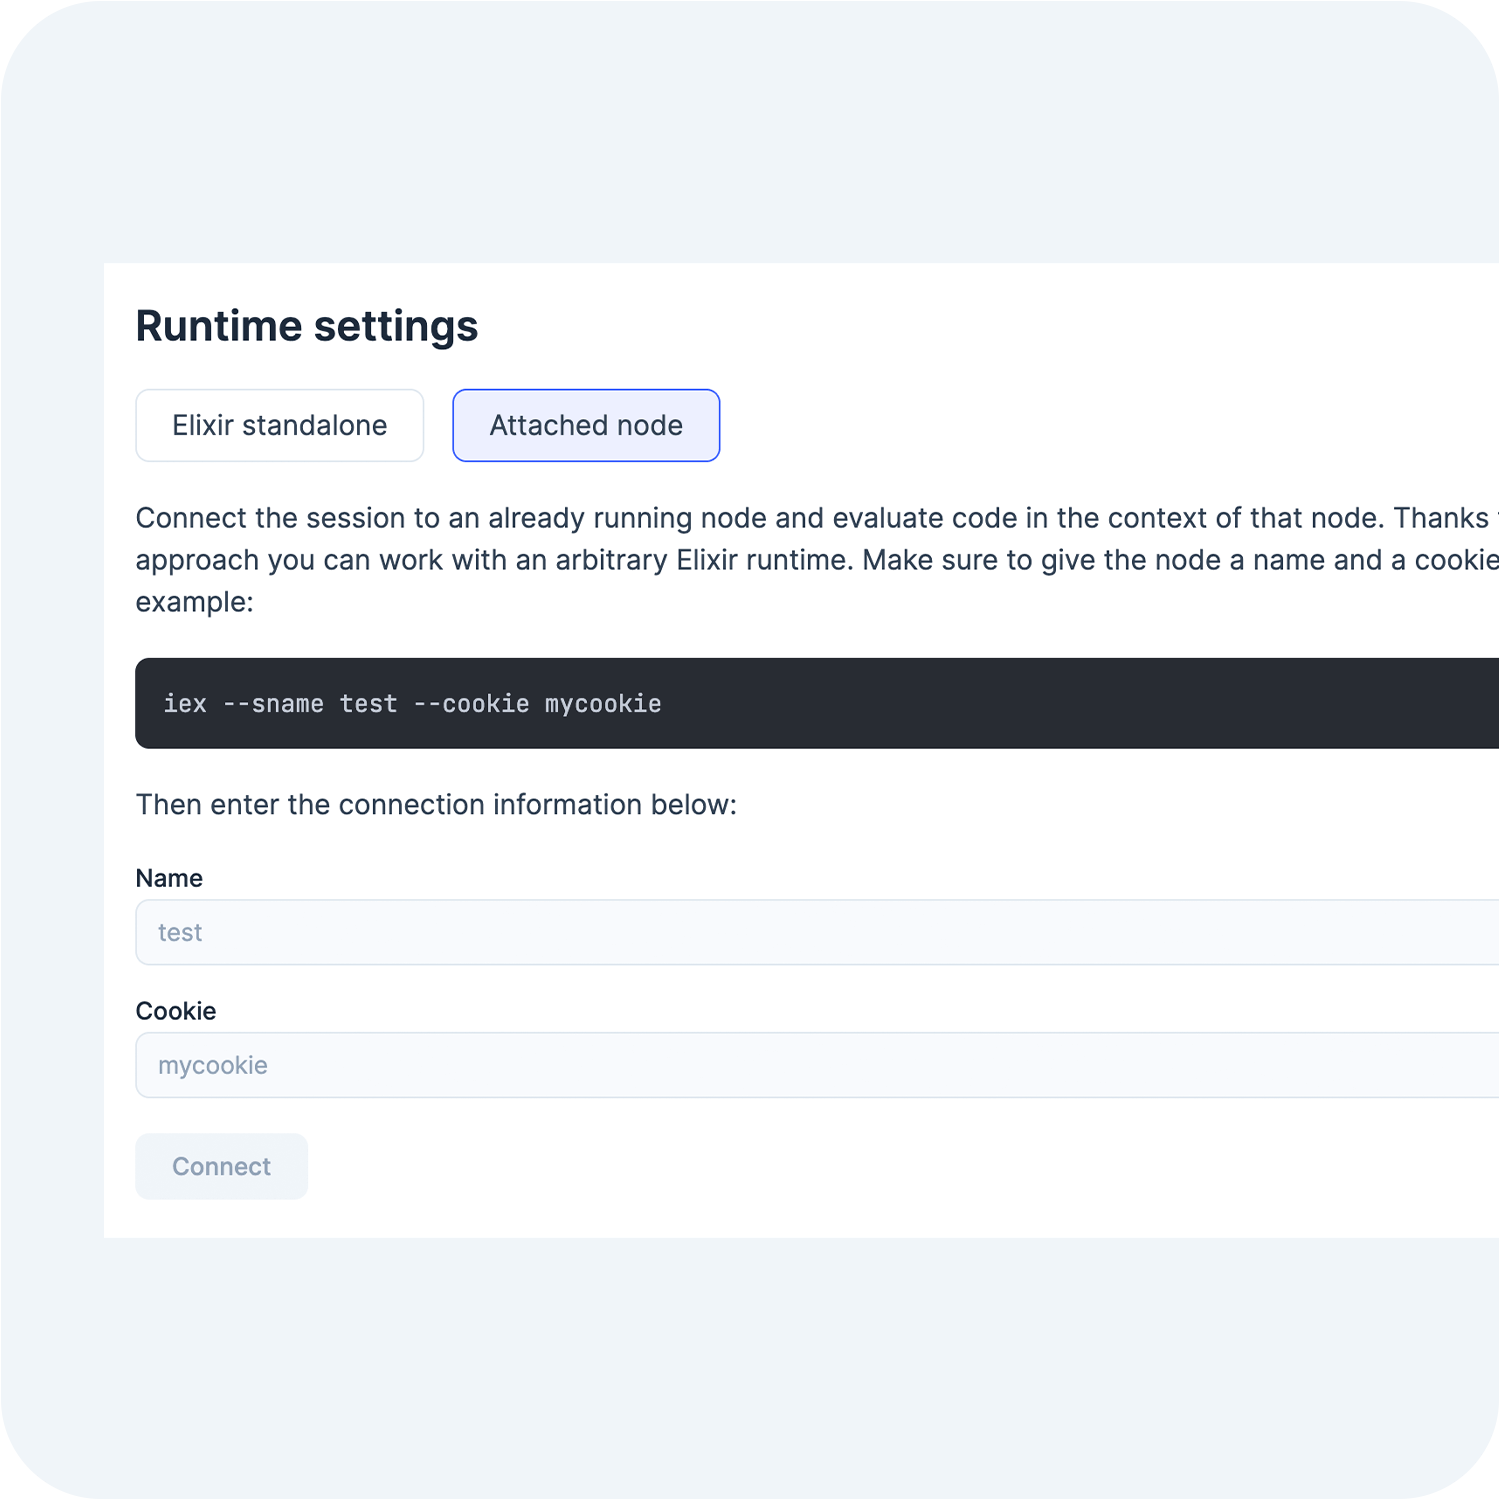 Runtime settings
Elixir standalone
Attached node
Connect the session to an already running node and evaluate code in the context of that node. Thanks
approach you can work with an arbitrary Elixir runtime. Make sure to give the node a name and a cookie
example:
iex --sname test --cookie mycookie
Then enter the connection information below:
Name
test
Cookie
mycookie
Connect